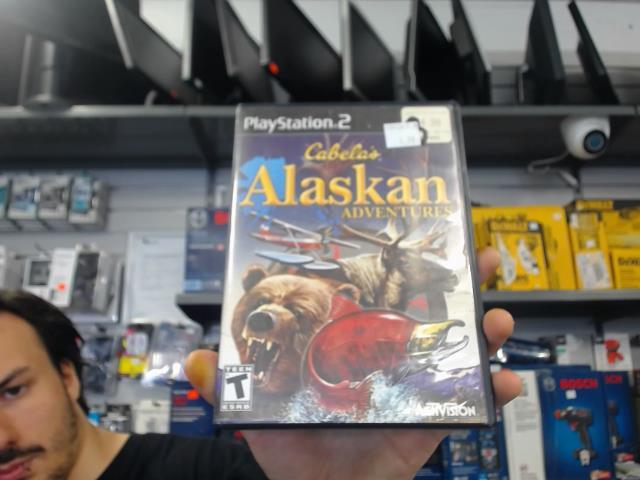 PlayStation 2
Cabela's
Alaskan
ADVENTURES
TEEN
T
ESRB
ACTIVISION
DEWALT
BOSCH